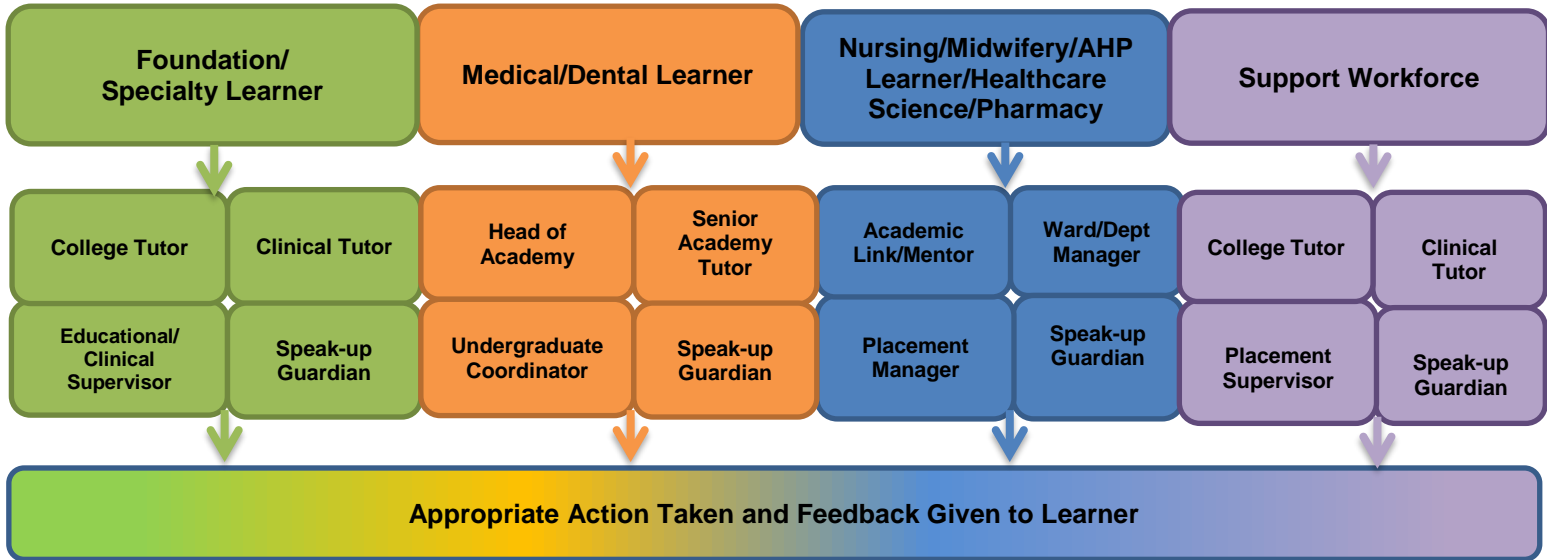 Foundation/
Specialty Learner
Medical/Dental Learner
Nursing/Midwifery/AHP
Learner/Healthcare
Science/Pharmacy
Support Workforce
College Tutor
Clinical Tutor
Educational/
Clinical
Supervisor
Speak-up
Guardian
Head of
Academy
Senior
Academy
Tutor
Undergraduate
Coordinator
Speak-up
Guardian
Academic
Link/Mentor
Ward/Dept
Manager
Placement
Manager
Speak-up
Guardian
College Tutor
Clinical
Tutor
Placement
Supervisor
Speak-up
Guardian
Appropriate Action Taken and Feedback Given to Learner